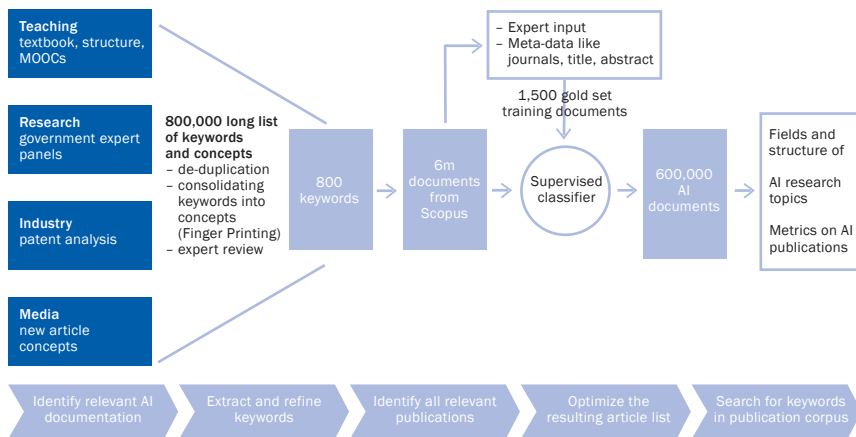 Teaching
textbook, structure,
MOOCs
Research
government expert
panels
Industry
patent analysis
Media
new article
concepts
800,000 long list
of keywords
and concepts
– de-duplication
– consolidating
keywords into
concepts
(Finger Printing)
– expert review
800
keywords
6m
documents
from
Scopus
– Expert input
– Meta-data like
journals, title, abstract
1,500 gold set
training documents
Supervised
classifier
600,000
AI
documents
Fields and
structure of
AI research
topics
Metrics on AI
publications
Identify relevant AI
documentation
Extract and refine
keywords
Identify all relevant
publications
Optimize the
resulting article list
Search for keywords
in publication corpus